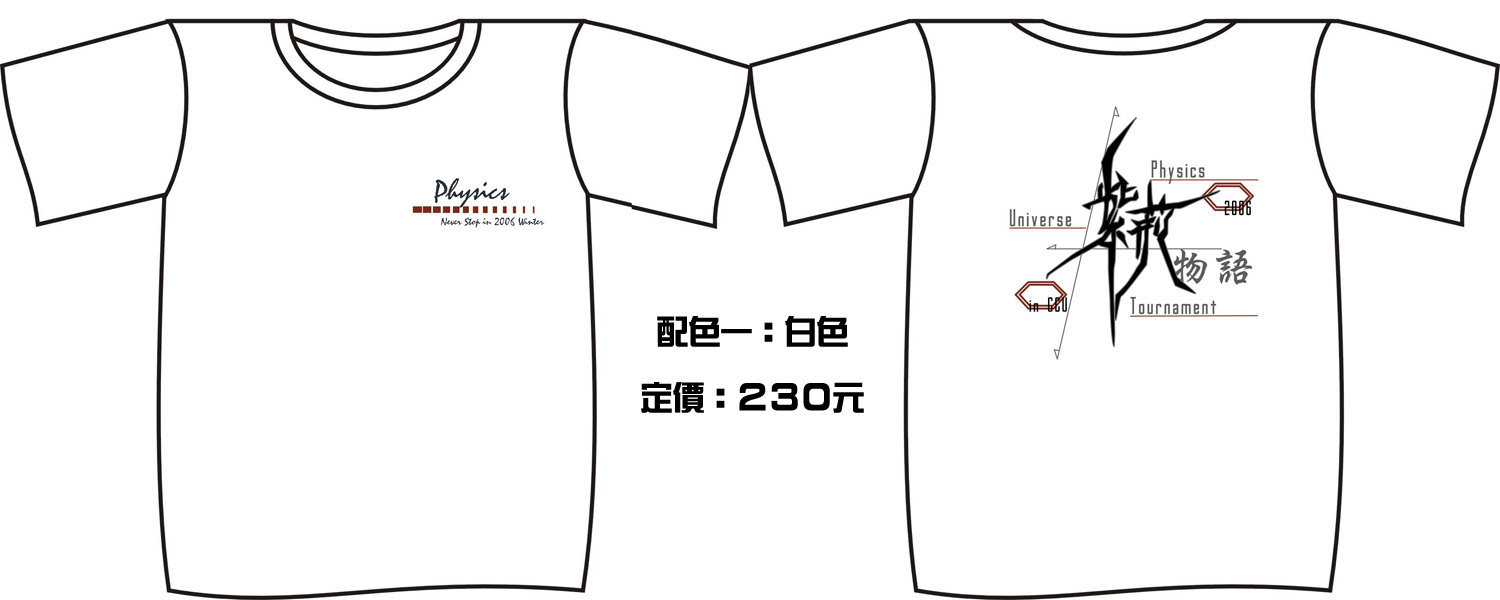 Physics
Never Stop in 2006 Winter
配色一：白色
定價：230元
Physics
2006
Universe
物語
in CCU
Tournament